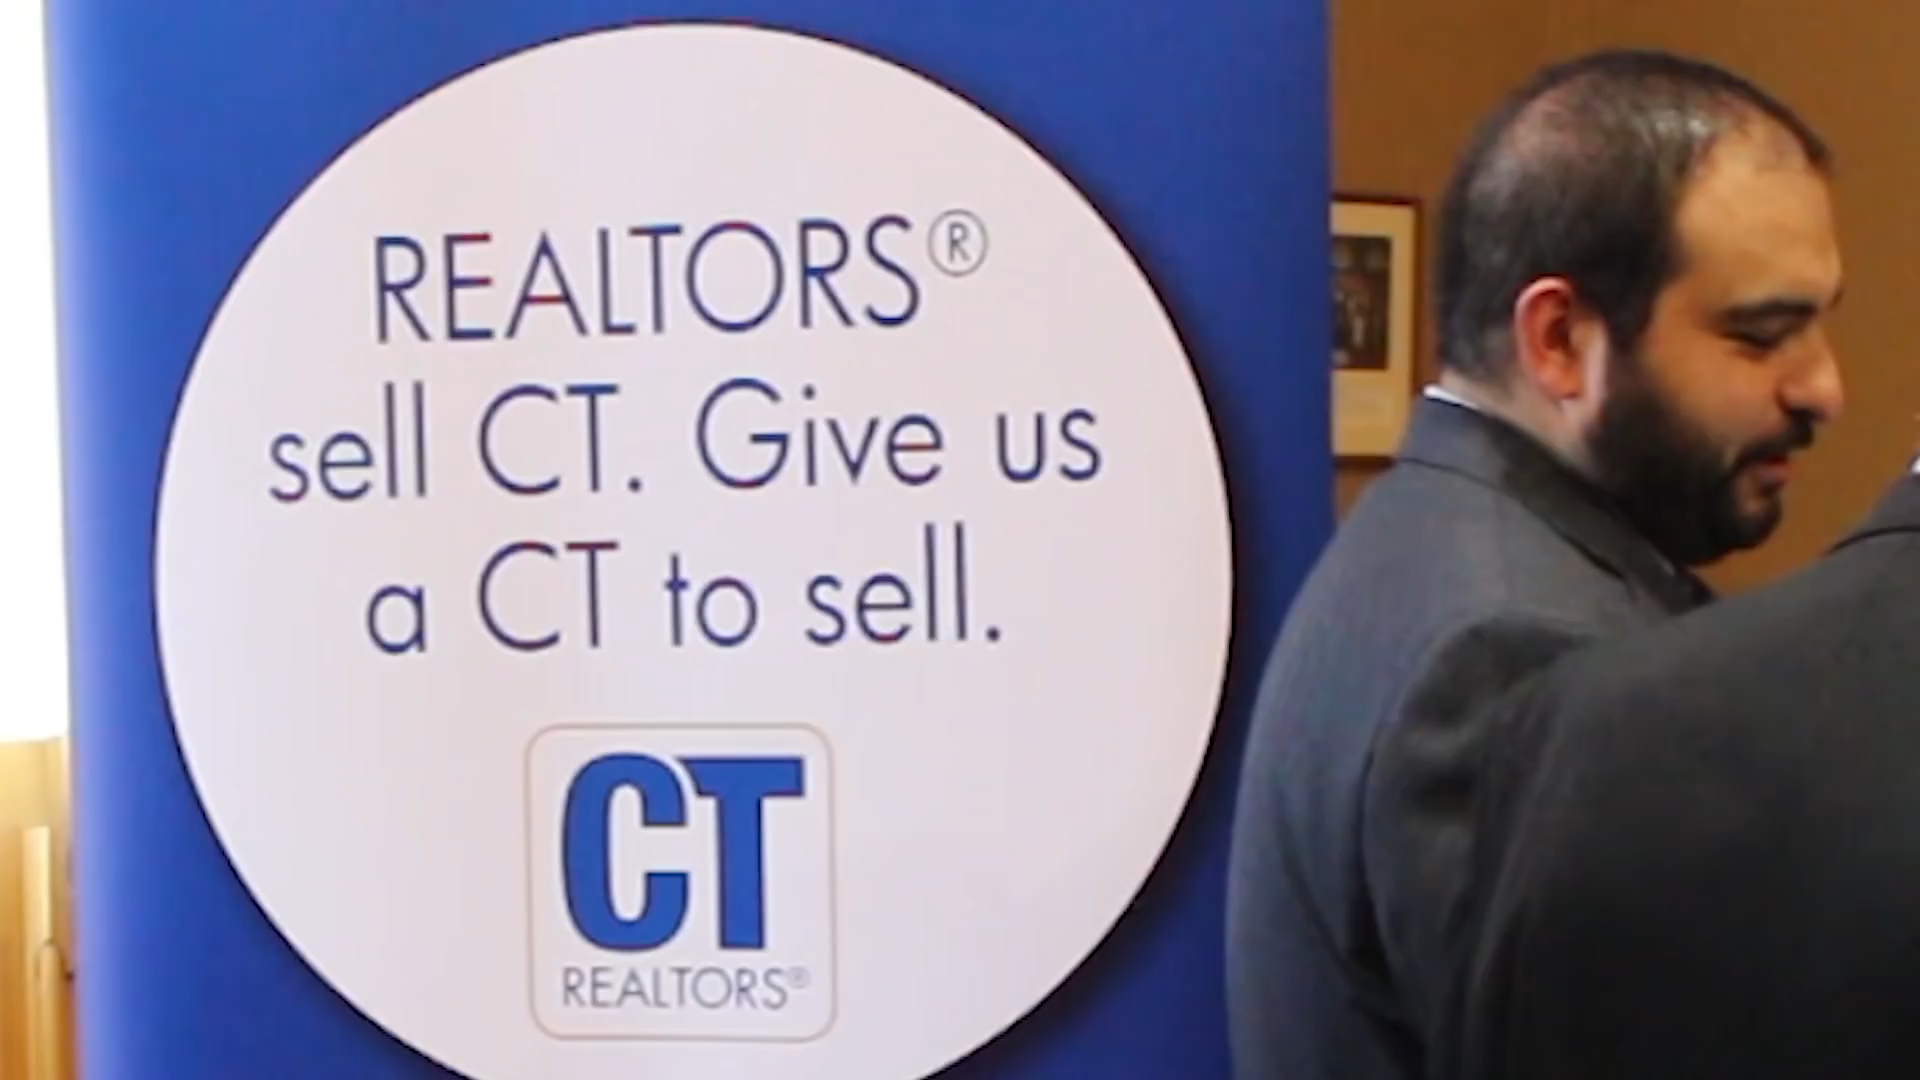 REALTORS®
sell CT. Give us
a CT to sell.
CT
REALTORS®